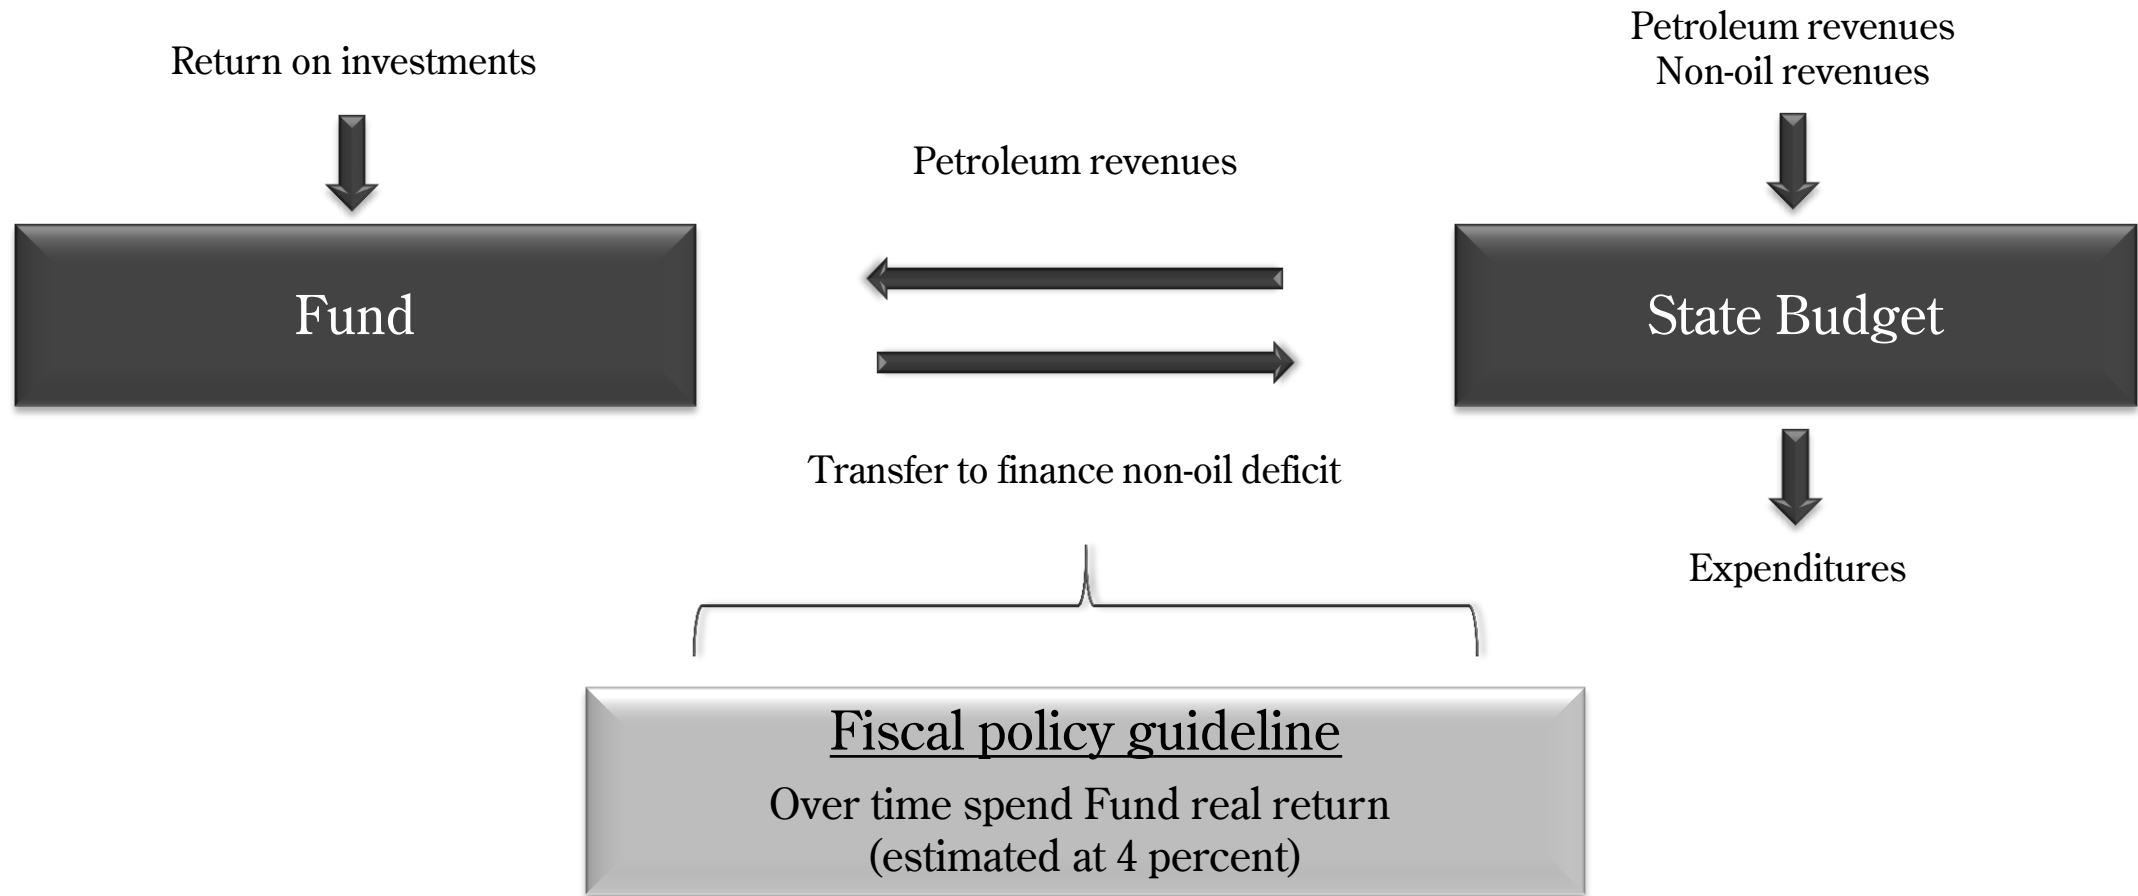 Return on investments
Petroleum revenues
Non-oil revenues
Petroleum revenues
Fund
State Budget
Transfer to finance non-oil deficit
Expenditures
Fiscal policy guideline
Over time spend Fund real return
(estimated at 4 percent)